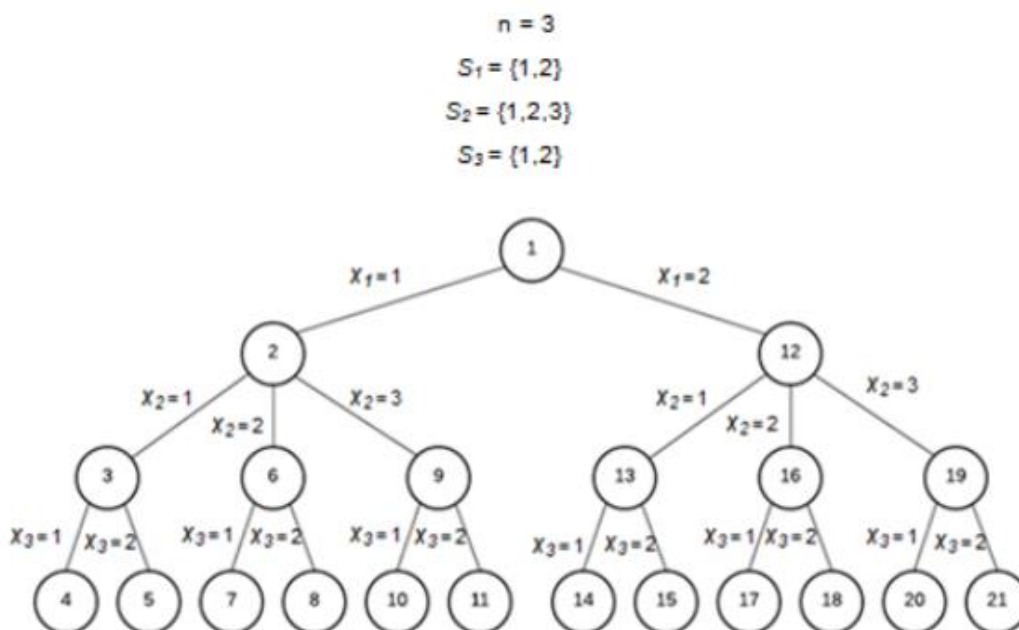 n = 3
S₁ = {1,2}
S₂ = {1,2,3}
S₃ = {1,2}
1
X₁=1 X₁=2
2 12
X₂=1 X₂=2 X₂=3 X₂=1 X₂=2 X₂=3
3 6 9 13 16 19
X₃=1 X₃=2 X₃=1 X₃=2 X₃=1 X₃=2 X₃=1 X₃=2 X₃=1 X₃=2 X₃=1 X₃=2
4 5 7 8 10 11 14 15 17 18 20 21